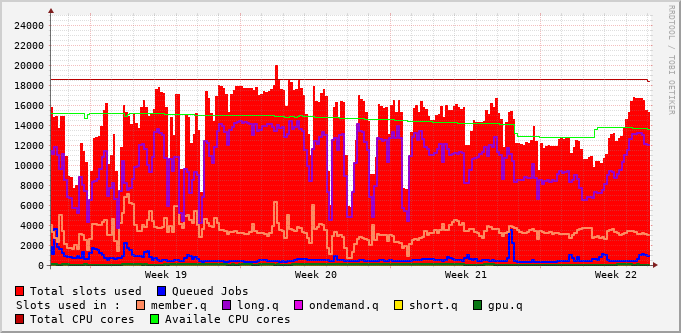 24000
22000
20000
18000
16000
14000
12000
10000
8000
6000
4000
2000
0
Week 19 Week 20 Week 21 Week 22
RRDTOOL / TOBI OETIKER
Total slots used Queued Jobs
Slots used in : member.q long.q ondemand.q short.q gpu.q
Total CPU cores Availale CPU cores